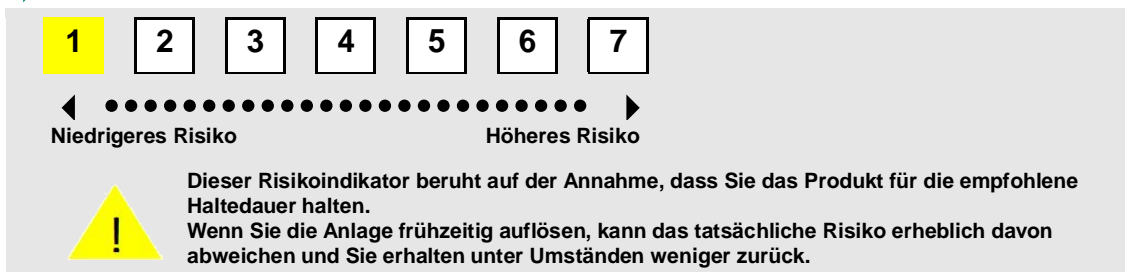 1 2 3 4 5 6 7
Niedrigeres Risiko Höheres Risiko
Dieser Risikoindikator beruht auf der Annahme, dass Sie das Produkt für die empfohlene
Haltedauer halten.
Wenn Sie die Anlage frühzeitig auflösen, kann das tatsächliche Risiko erheblich davon
abweichen und Sie erhalten unter Umständen weniger zurück.
!